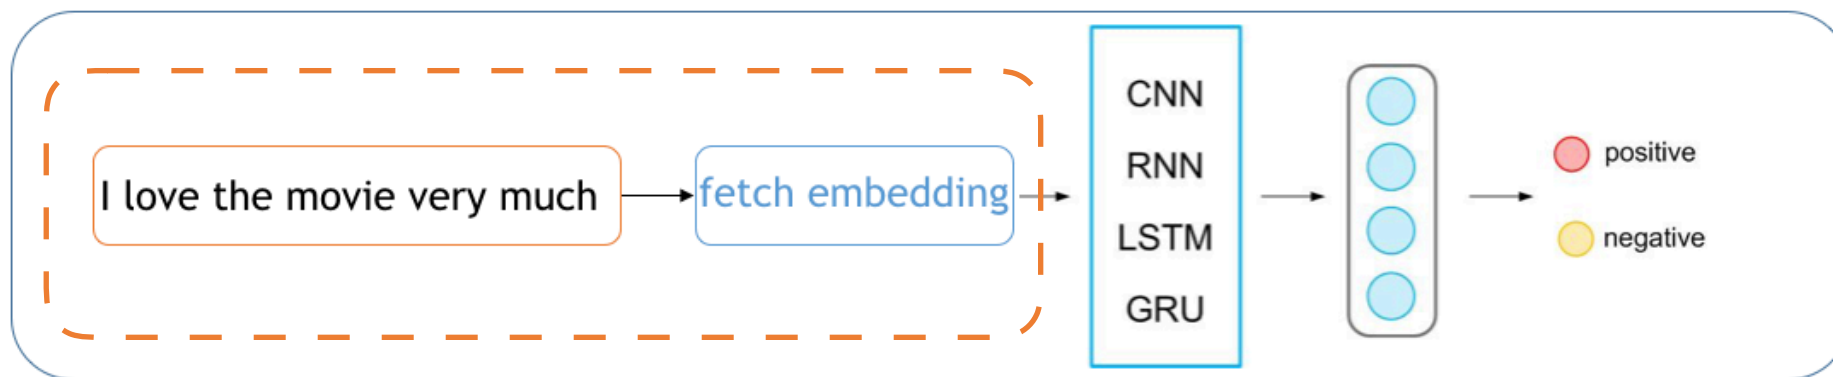 I love the movie very much
fetch embedding
CNN
RNN
LSTM
GRU
positive
negative